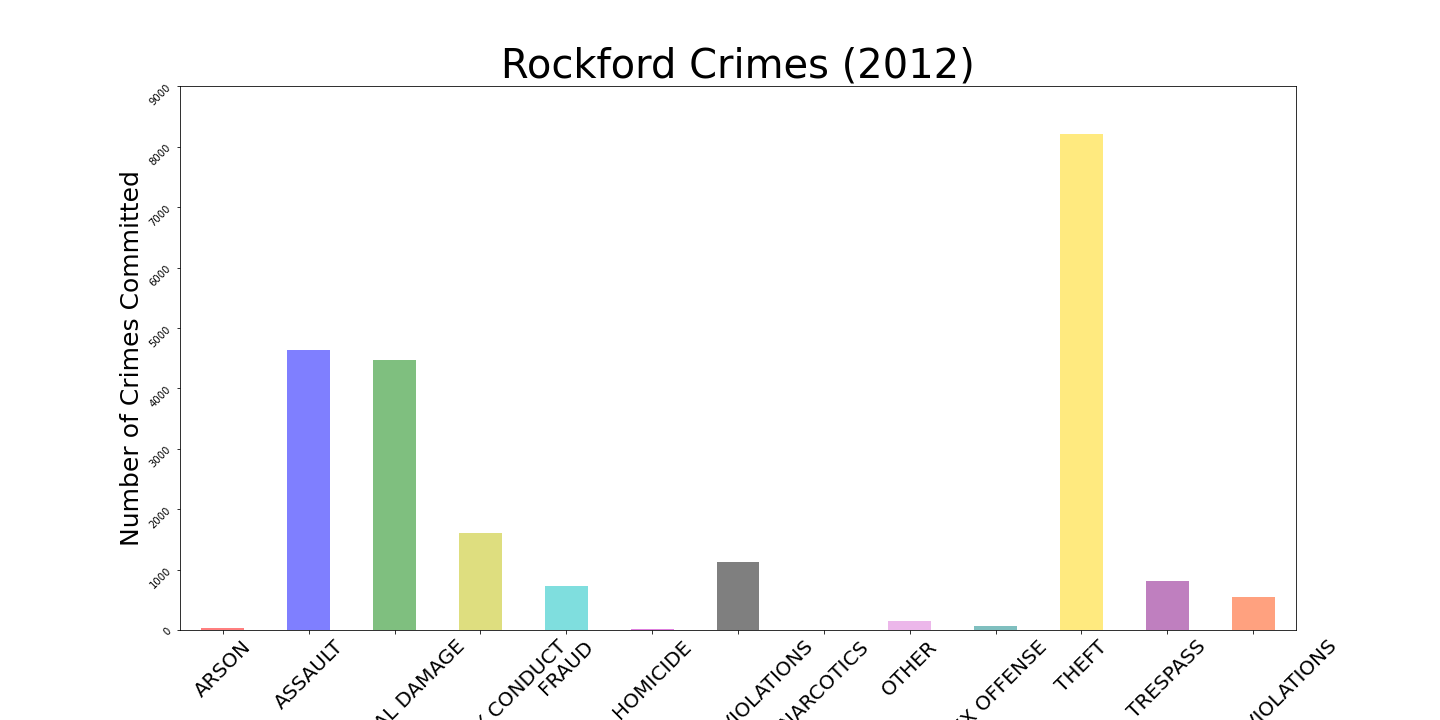 Rockford Crimes (2012)
Number of Crimes Committed
9000
8000
7000
6000
5000
4000
3000
2000
1000
0
ARSON
ASSAULT
DAMAGE
CONDUCT
FRAUD
HOMICIDE
VIOLATIONS
NARCOTICS
OTHER
OFFENSE
THEFT
TRESPASS
VIOLATIONS